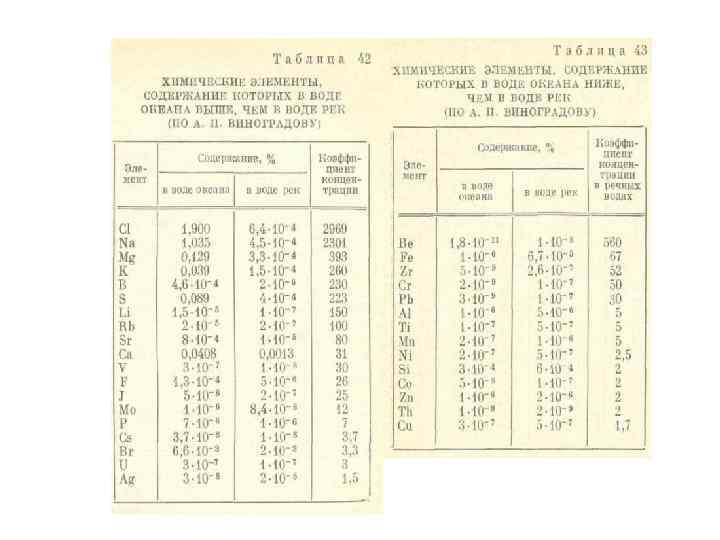 Таблица 42
ХИМИЧЕСКИЕ ЭЛЕМЕНТЫ,
СОДЕРЖАНИЕ КОТОРЫХ В ВОДЕ
ОКЕАНА ВЫШЕ, ЧЕМ В ВОДЕ РЕК
(ПО А. П. ВИНОГРАДОВУ)
Эле-
мент
Содержание, %
в воде океана
в воде рек
Коэффи-
циент
концен-
трации
Cl 1,900 6,4·10⁻⁴ 2969
Na 1,035 4,5·10⁻⁴ 2301
Mg 0,129 3,3·10⁻⁴ 393
K 0,039 1,5·10⁻⁴ 260
B 4,6·10⁻⁴ 2·10⁻⁶ 230
S 0,089 4·10⁻⁴ 223
Li 1,5·10⁻⁵ 1·10⁻⁷ 150
Rb 2·10⁻⁵ 2·10⁻⁷ 100
Sr 8·10⁻⁴ 1·10⁻⁵ 80
Ca 0,0408 0,0013 31
V 3·10⁻⁷ 1·10⁻⁸ 30
F 1,3·10⁻⁴ 5·10⁻⁶ 26
J 5·10⁻⁶ 2·10⁻⁷ 25
Mo 1·10⁻⁶ 8,4·10⁻⁸ 12
P 7·10⁻⁶ 1·10⁻⁶ 7
Cs 3,7·10⁻⁸ 1·10⁻⁸ 3,7
Br 6,6·10⁻³ 2·10⁻³ 3,3
U 3·10⁻⁷ 1·10⁻⁷ 3
Ag 3·10⁻⁸ 2·10⁻⁸ 1,5
Таблица 43
ХИМИЧЕСКИЕ ЭЛЕМЕНТЫ, СОДЕРЖАНИЕ
КОТОРЫХ В ВОДЕ ОКЕАНА НИЖЕ,
ЧЕМ В ВОДЕ РЕК
(ПО А. П. ВИНОГРАДОВУ)
Эле-
мент
Содержание, %
в воде
океана
в воде рек
Коэффи-
циент
концен-
трации
в речных
водах
Be 1,8·10⁻¹¹ 1·10⁻⁸ 560
Fe 1·10⁻⁶ 6,7·10⁻⁵ 67
Zr 5·10⁻⁹ 2,6·10⁻⁷ 52
Cr 2·10⁻⁹ 1·10⁻⁷ 50
Pb 3·10⁻⁹ 1·10⁻⁷ 30
Al 1·10⁻⁶ 5·10⁻⁶ 5
Ti 1·10⁻⁷ 5·10⁻⁷ 5
Mn 2·10⁻⁷ 1·10⁻⁶ 5
Ni 2·10⁻⁷ 5·10⁻⁷ 2,5
Si 3·10⁻⁴ 6·10⁻⁴ 2
Co 5·10⁻⁸ 1·10⁻⁷ 2
Zn 1·10⁻⁶ 2·10⁻⁶ 2
Th 1·10⁻⁹ 2·10⁻⁹ 2
Cu 3·10⁻⁷ 5·10⁻⁷ 1,7